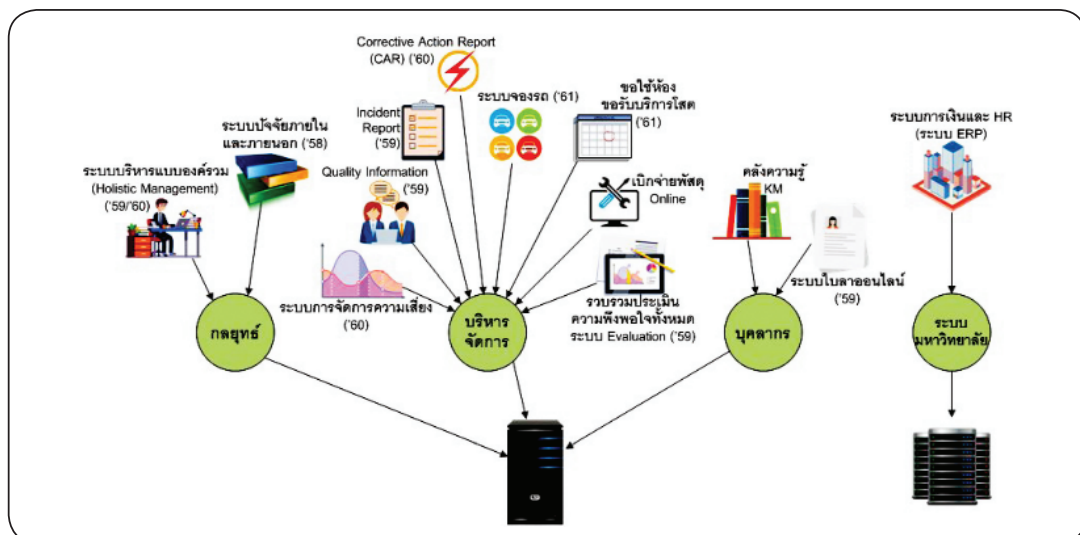 Corrective Action Report
(CAR) ('60)
ระบบจองรถ ('61)
ขอใช้ห้อง
ขอรับบริการโสต
('61)
Incident
Report
('59)
ระบบปัจจัยภายใน
และภายนอก ('58)
ระบบบริหารแบบองค์รวม
(Holistic Management)
('59/'60)
Quality Information
('59)
เบิกจ่ายพัสดุ
Online
คลังความรู้
KM
ระบบการเงินและ HR
(ระบบ ERP)
ระบบการจัดการความเสี่ยง
('60)
รวบรวมประเมิน
ความพึงพอใจทั้งหมด
ระบบ Evaluation ('59)
ระบบใบลาออนไลน์
('59)
กลยุทธ์
บริหาร
จัดการ
บุคลากร
ระบบ
มหาวิทยาลัย